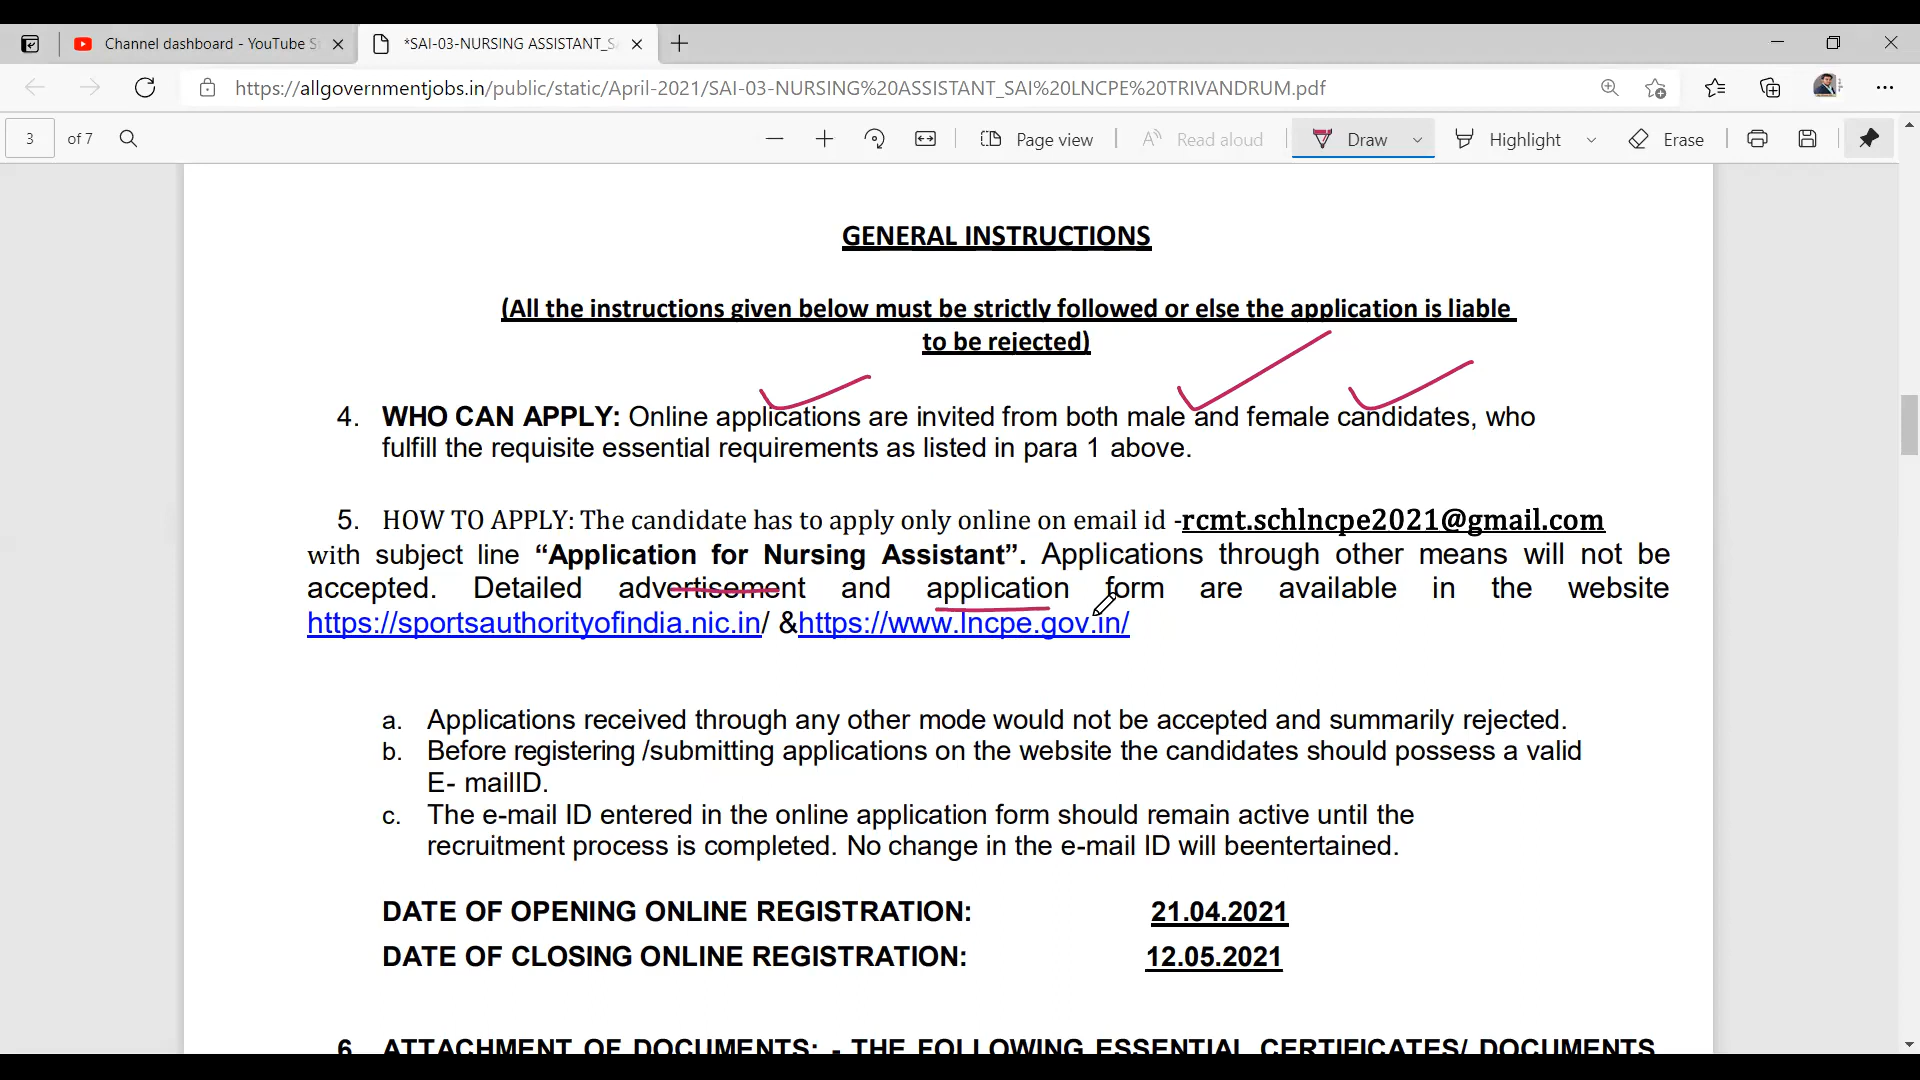 Channel dashboard - YouTube S
*SAI-03-NURSING ASSISTANT_S
https://allgovernmentjobs.in/public/static/April-2021/SAI-03-NURSING%20ASSISTANT_SAI%20LNCPE%20TRIVANDRUM.pdf
3 of 7 Page view Read aloud Draw Highlight Erase
GENERAL INSTRUCTIONS
(All the instructions given below must be strictly followed or else the application is liable
to be rejected)
4. WHO CAN APPLY: Online applications are invited from both male and female candidates, who
fulfill the requisite essential requirements as listed in para 1 above.
5. HOW TO APPLY: The candidate has to apply only online on email id -rcmt.schlncpe2021@gmail.com
with subject line “Application for Nursing Assistant”. Applications through other means will not be
accepted. Detailed advertisement and application form are available in the website
https://sportsauthorityofindia.nic.in/ &https://www.lncpe.gov.in/
a. Applications received through any other mode would not be accepted and summarily rejected.
b. Before registering /submitting applications on the website the candidates should possess a valid
E- mailID.
c. The e-mail ID entered in the online application form should remain active until the
recruitment process is completed. No change in the e-mail ID will beentertained.
DATE OF OPENING ONLINE REGISTRATION: 21.04.2021
DATE OF CLOSING ONLINE REGISTRATION: 12.05.2021
6. ATTACHMENT OF DOCUMENTS: - THE FOLLOWING ESSENTIAL CERTIFICATES/ DOCUMENTS